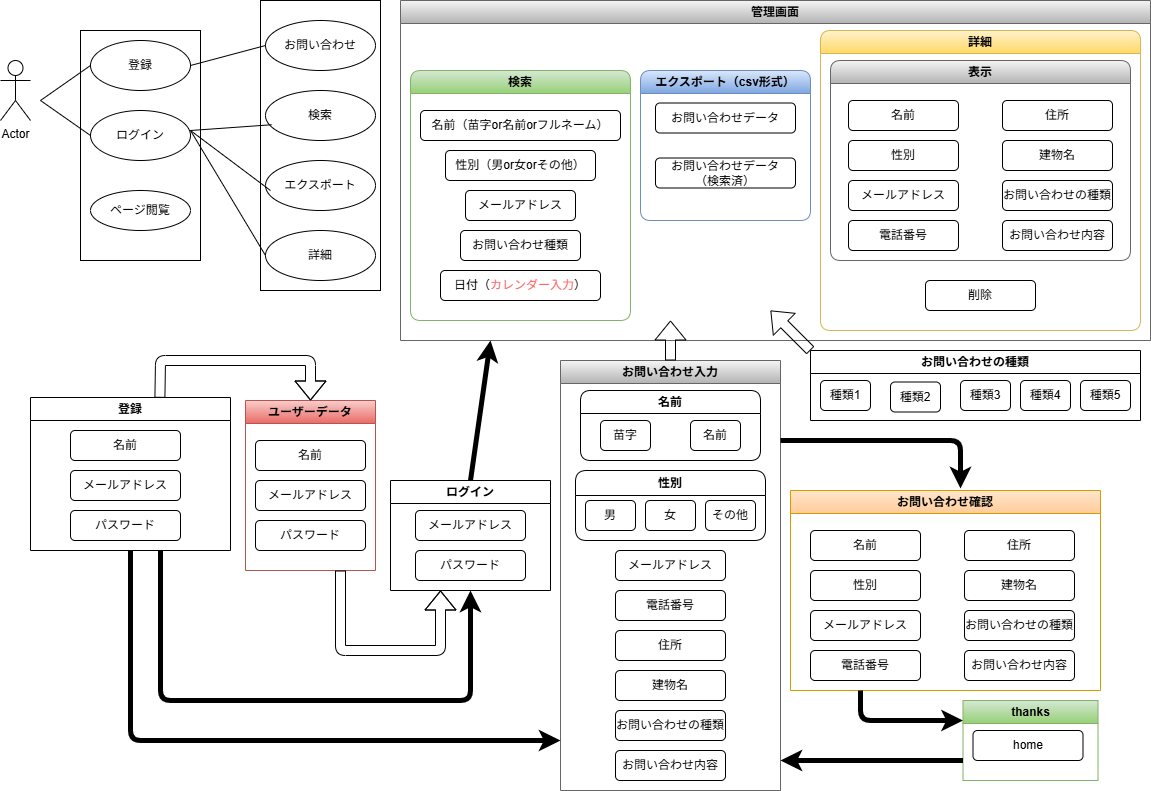 Actor
登録
ログイン
ページ閲覧
お問い合わせ
検索
エクスポート
詳細
管理画面
検索
名前（苗字or名前orフルネーム）
性別（男or女orその他）
メールアドレス
お問い合わせ種類
日付（カレンダー入力）
エクスポート（csv形式）
お問い合わせデータ
お問い合わせデータ
（検索済）
詳細
表示
名前
住所
性別
建物名
メールアドレス
お問い合わせの種類
電話番号
お問い合わせ内容
削除
お問い合わせの種類
種類1
種類2
種類3
種類4
種類5
登録
名前
メールアドレス
パスワード
ユーザーデータ
名前
メールアドレス
パスワード
ログイン
メールアドレス
パスワード
お問い合わせ入力
名前
苗字
名前
性別
男
女
その他
メールアドレス
電話番号
住所
建物名
お問い合わせの種類
お問い合わせ内容
お問い合わせ確認
名前
住所
性別
建物名
メールアドレス
お問い合わせの種類
電話番号
お問い合わせ内容
thanks
home